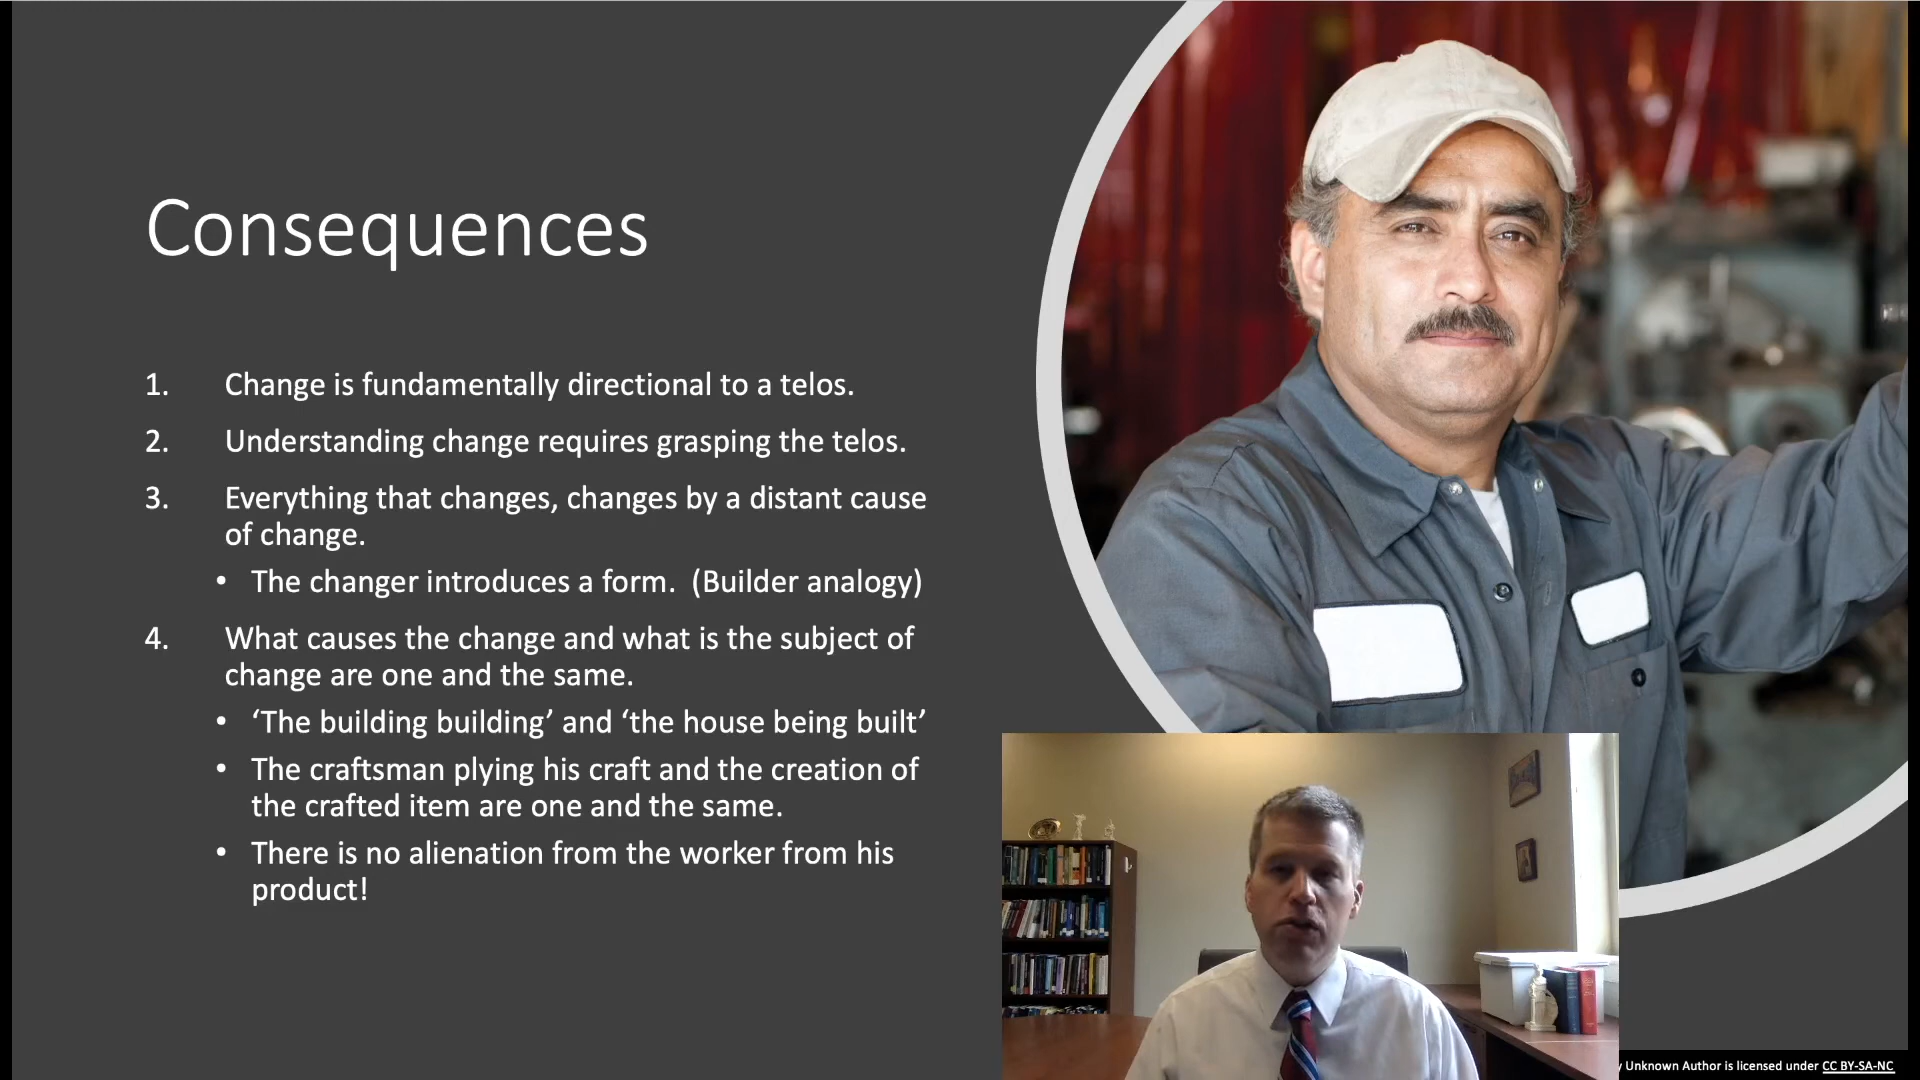 Consequences
1. Change is fundamentally directional to a telos.
2. Understanding change requires grasping the telos.
3. Everything that changes, changes by a distant cause
of change.
• The changer introduces a form.  (Builder analogy)
4. What causes the change and what is the subject of
change are one and the same.
• ‘The building building’ and ‘the house being built’
• The craftsman plying his craft and the creation of
the crafted item are one and the same.
• There is no alienation from the worker from his
product!
Unknown Author is licensed under CC BY-SA-NC